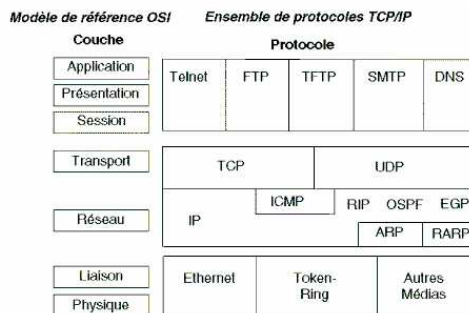 Modèle de référence OSI Ensemble de protocoles TCP/IP
Couche Protocole
Application
Présentation
Session
Telnet FTP TFTP SMTP DNS
Transport TCP UDP
Réseau IP ICMP RIP OSPF EGP
ARP RARP
Liaison
Physique
Ethernet Token-
Ring Autres
Médias